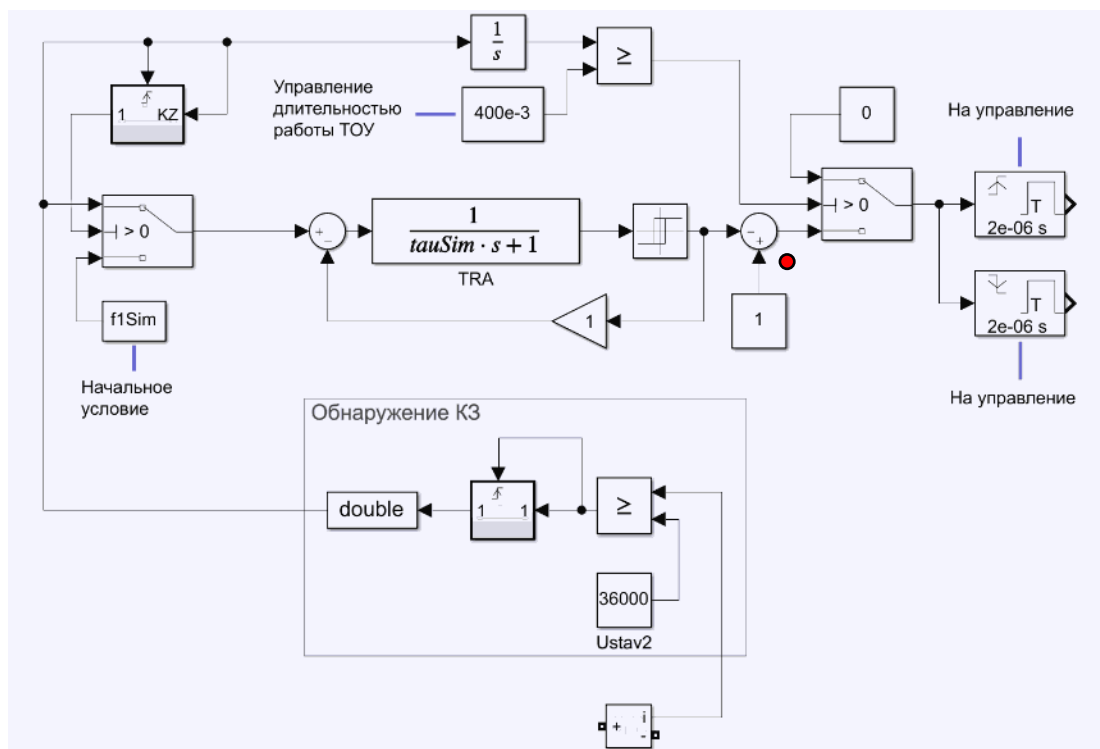 1
s
≥
Управление
длительностью
работы ТОУ
400e-3
0
На управление
1 KZ
> 0
> 0
T
2e-06 s
+
-
1
tauSim · s + 1
TRA
-
+
1
1
T
2e-06 s
f1Sim
Начальное
условие
На управление
Обнаружение КЗ
double
1 1
≥
36000
Ustav2
i
+
-